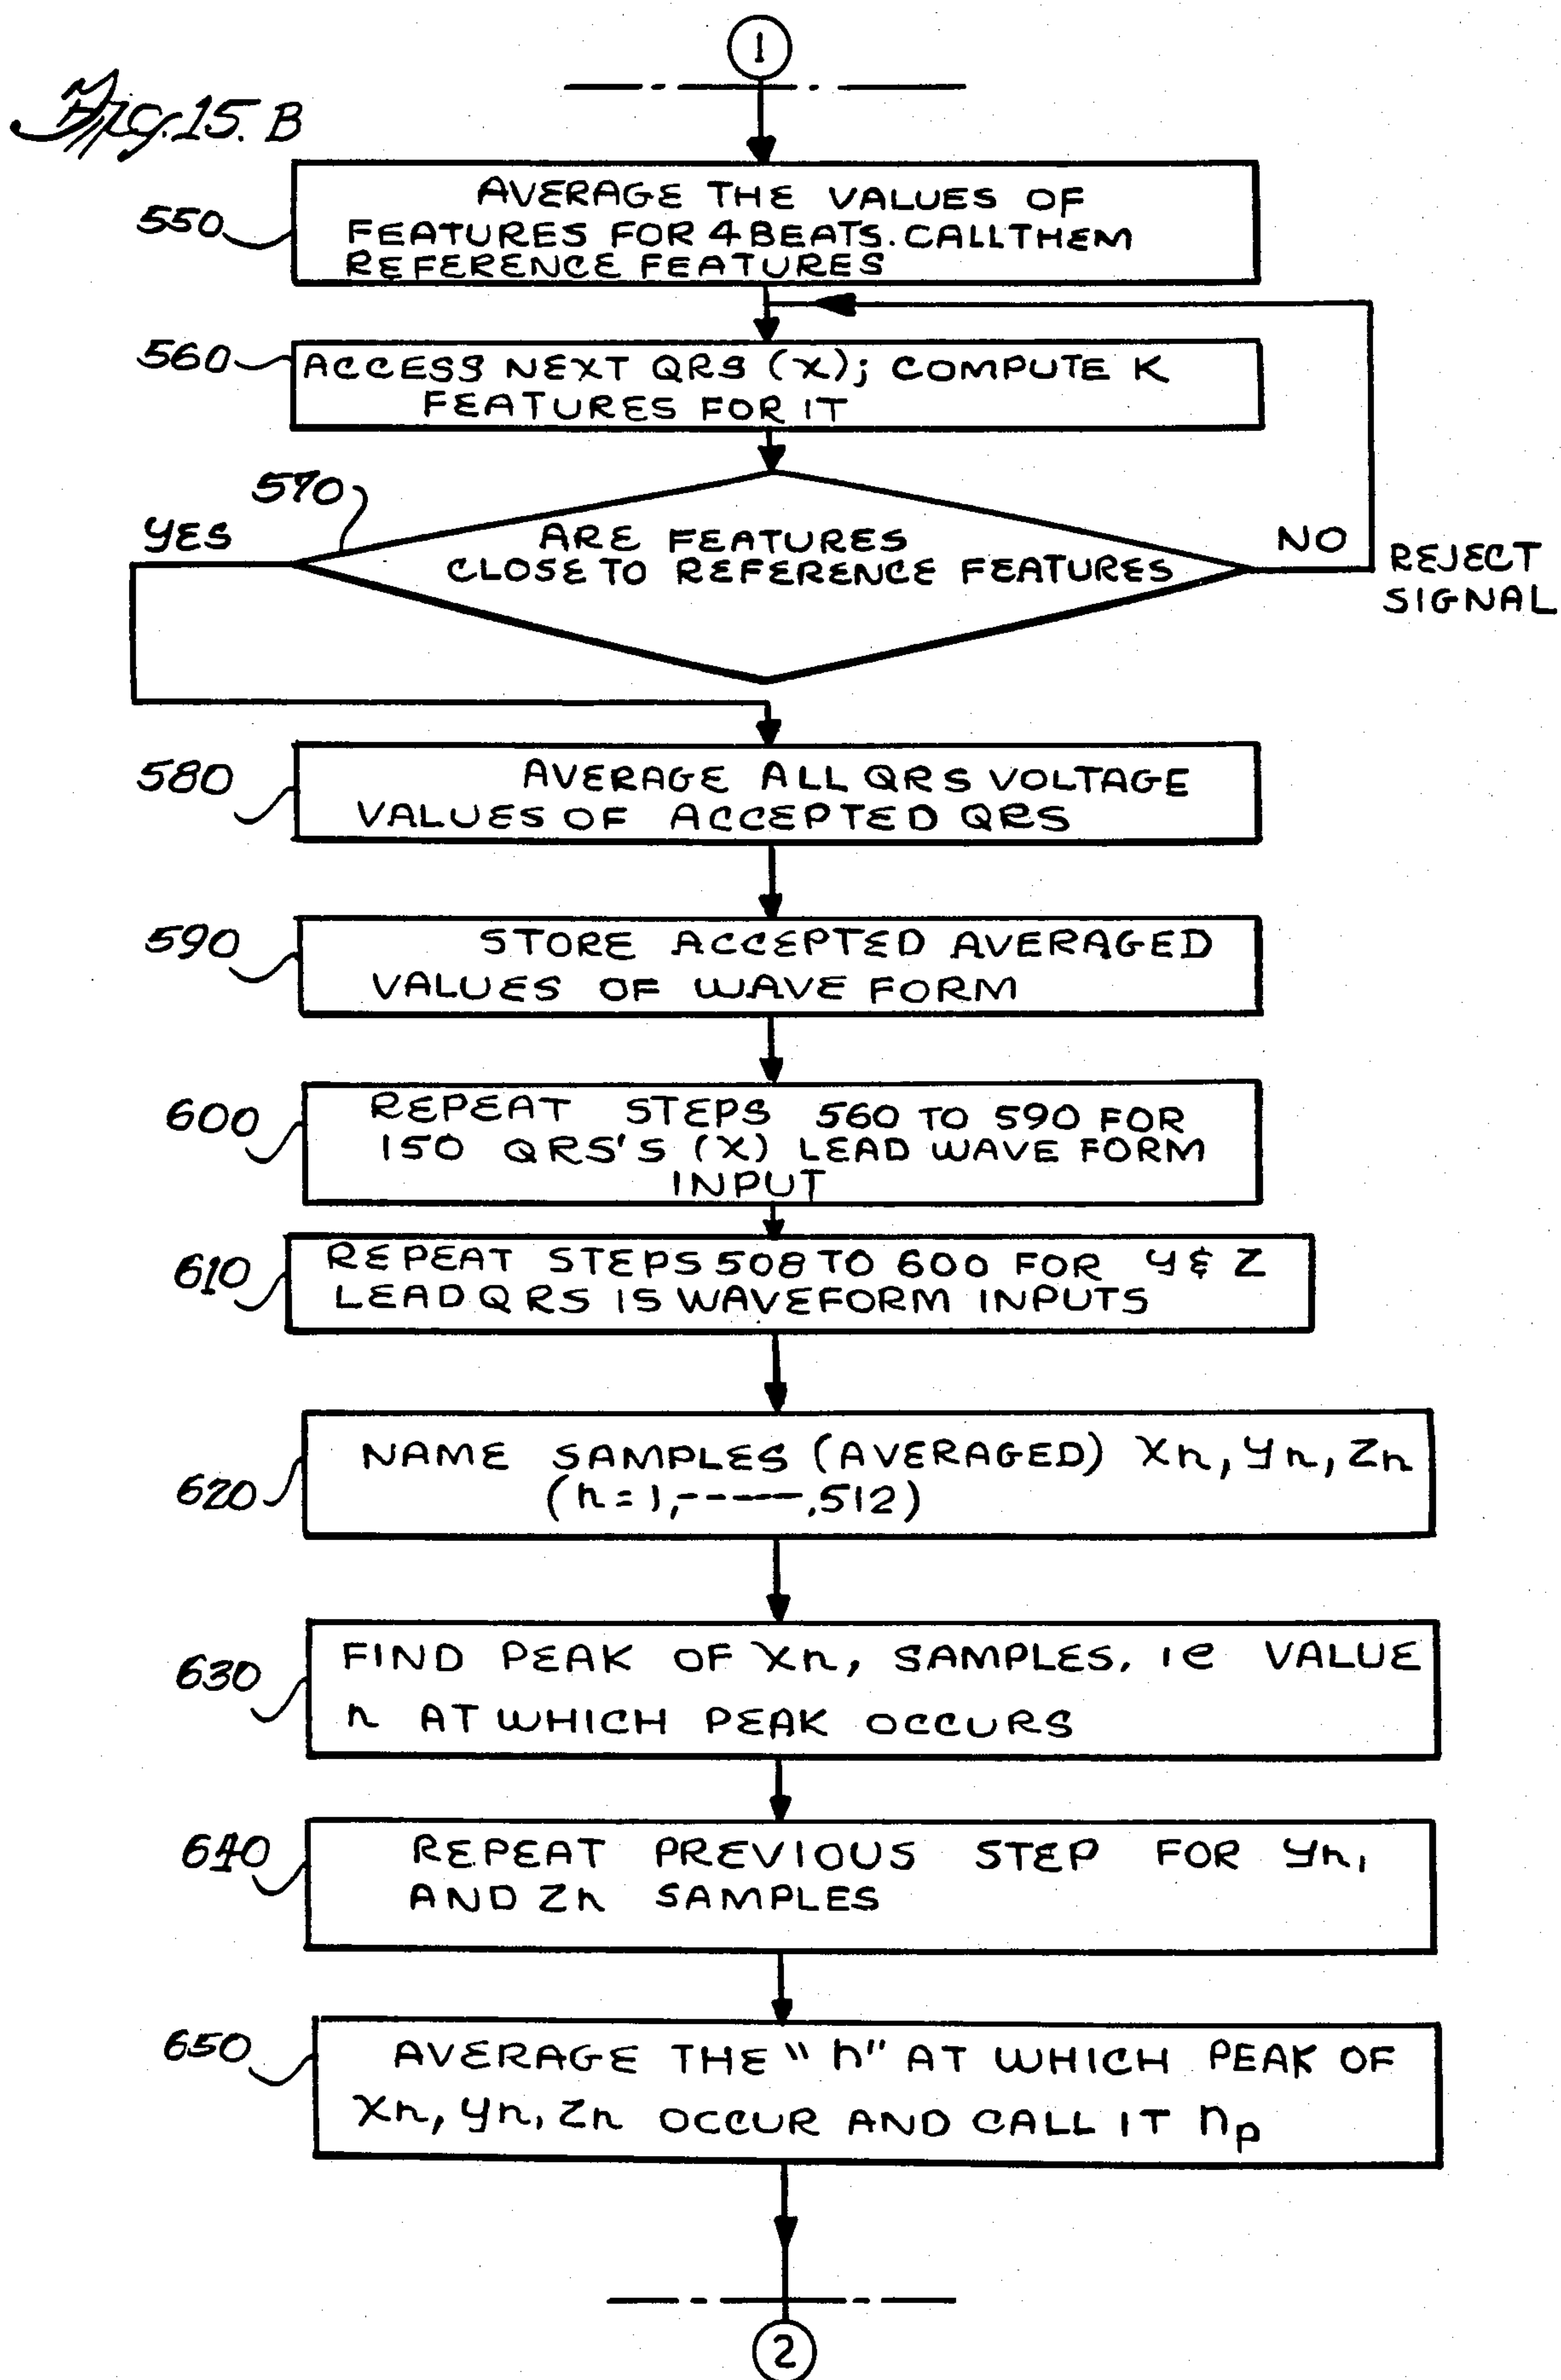 1
Fig. 15. B
550
AVERAGE THE VALUES OF
FEATURES FOR 4 BEATS. CALL THEM
REFERENCE FEATURES
560
ACCESS NEXT QRS (X); COMPUTE K
FEATURES FOR IT
570
YES
ARE FEATURES
CLOSE TO REFERENCE FEATURES
NO
REJECT
SIGNAL
580
AVERAGE ALL QRS VOLTAGE
VALUES OF ACCEPTED QRS
590
STORE ACCEPTED AVERAGED
VALUES OF WAVE FORM
600
REPEAT STEPS 560 TO 590 FOR
150 QRS'S (X) LEAD WAVE FORM
INPUT
610
REPEAT STEPS 508 TO 600 FOR Y & Z
LEAD QRS IS WAVEFORM INPUTS
620
NAME SAMPLES (AVERAGED) Xn, Yn, Zn
(n = 1, ----- , 512)
630
FIND PEAK OF Xn, SAMPLES, ie VALUE
n AT WHICH PEAK OCCURS
640
REPEAT PREVIOUS STEP FOR Yn,
AND Zn SAMPLES
650
AVERAGE THE "n" AT WHICH PEAK OF
Xn, Yn, Zn OCCUR AND CALL IT np
2